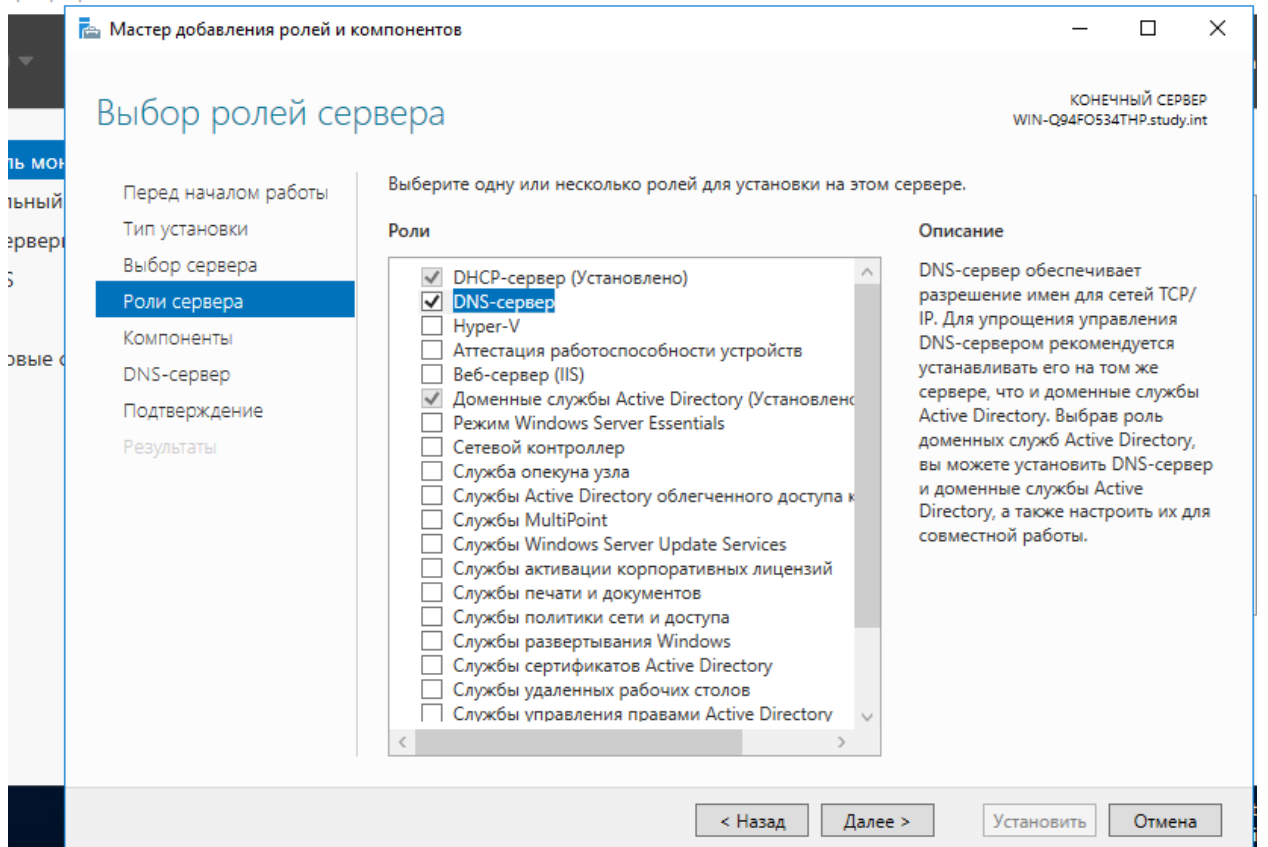 Мастер добавления ролей и компонентов
Выбор ролей сервера
КОНЕЧНЫЙ СЕРВЕР
WIN-Q94FO534THP.study.int
Перед началом работы
Тип установки
Выбор сервера
Роли сервера
Компоненты
DNS-сервер
Подтверждение
Результаты
Выберите одну или несколько ролей для установки на этом сервере.
Роли
DHCP-сервер (Установлено)
DNS-сервер
Hyper-V
Аттестация работоспособности устройств
Веб-сервер (IIS)
Доменные службы Active Directory (Установлено
Режим Windows Server Essentials
Сетевой контроллер
Служба опекуна узла
Службы Active Directory облегченного доступа к
Службы MultiPoint
Службы Windows Server Update Services
Службы активации корпоративных лицензий
Службы печати и документов
Службы политики сети и доступа
Службы развертывания Windows
Службы сертификатов Active Directory
Службы удаленных рабочих столов
Службы управления правами Active Directory
Описание
DNS-сервер обеспечивает
разрешение имен для сетей TCP/
IP. Для упрощения управления
DNS-сервером рекомендуется
устанавливать его на том же
сервере, что и доменные службы
Active Directory. Выбрав роль
доменных служб Active Directory,
вы можете установить DNS-сервер
и доменные службы Active
Directory, а также настроить их для
совместной работы.
< Назад
Далее >
Установить
Отмена